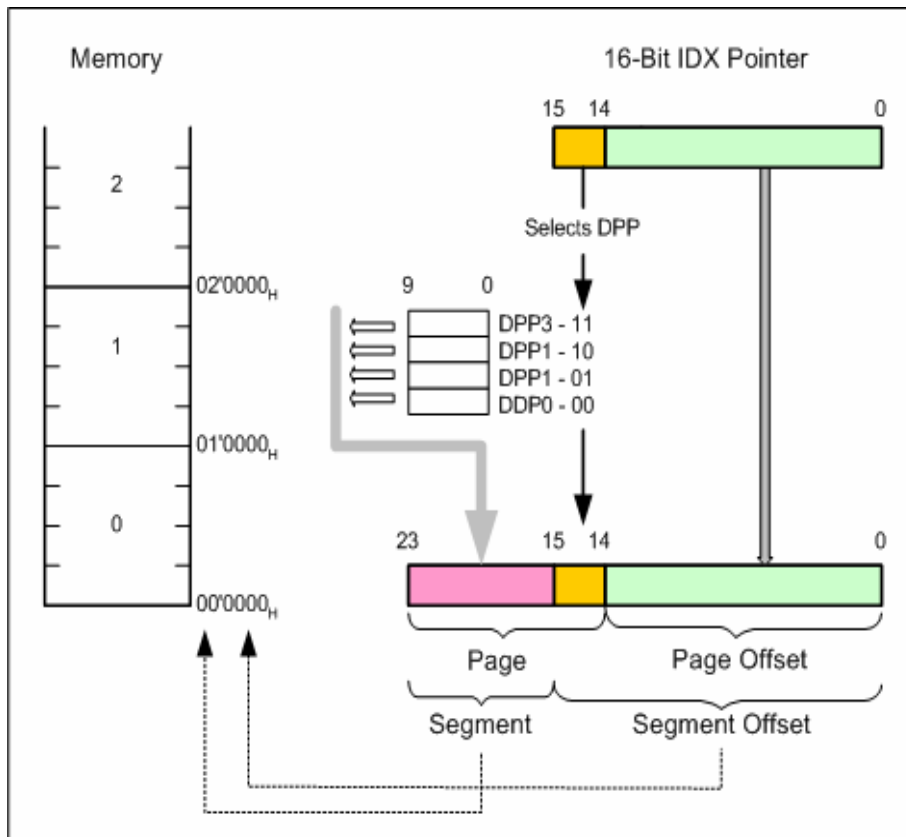 Memory
16-Bit IDX Pointer
15 14 0
2
Selects DPP
02'0000H
9 0
DPP3 - 11
DPP1 - 10
DPP1 - 01
DDP0 - 00
1
01'0000H
0
23 15 14 0
00'0000H
Page Page Offset
Segment Segment Offset